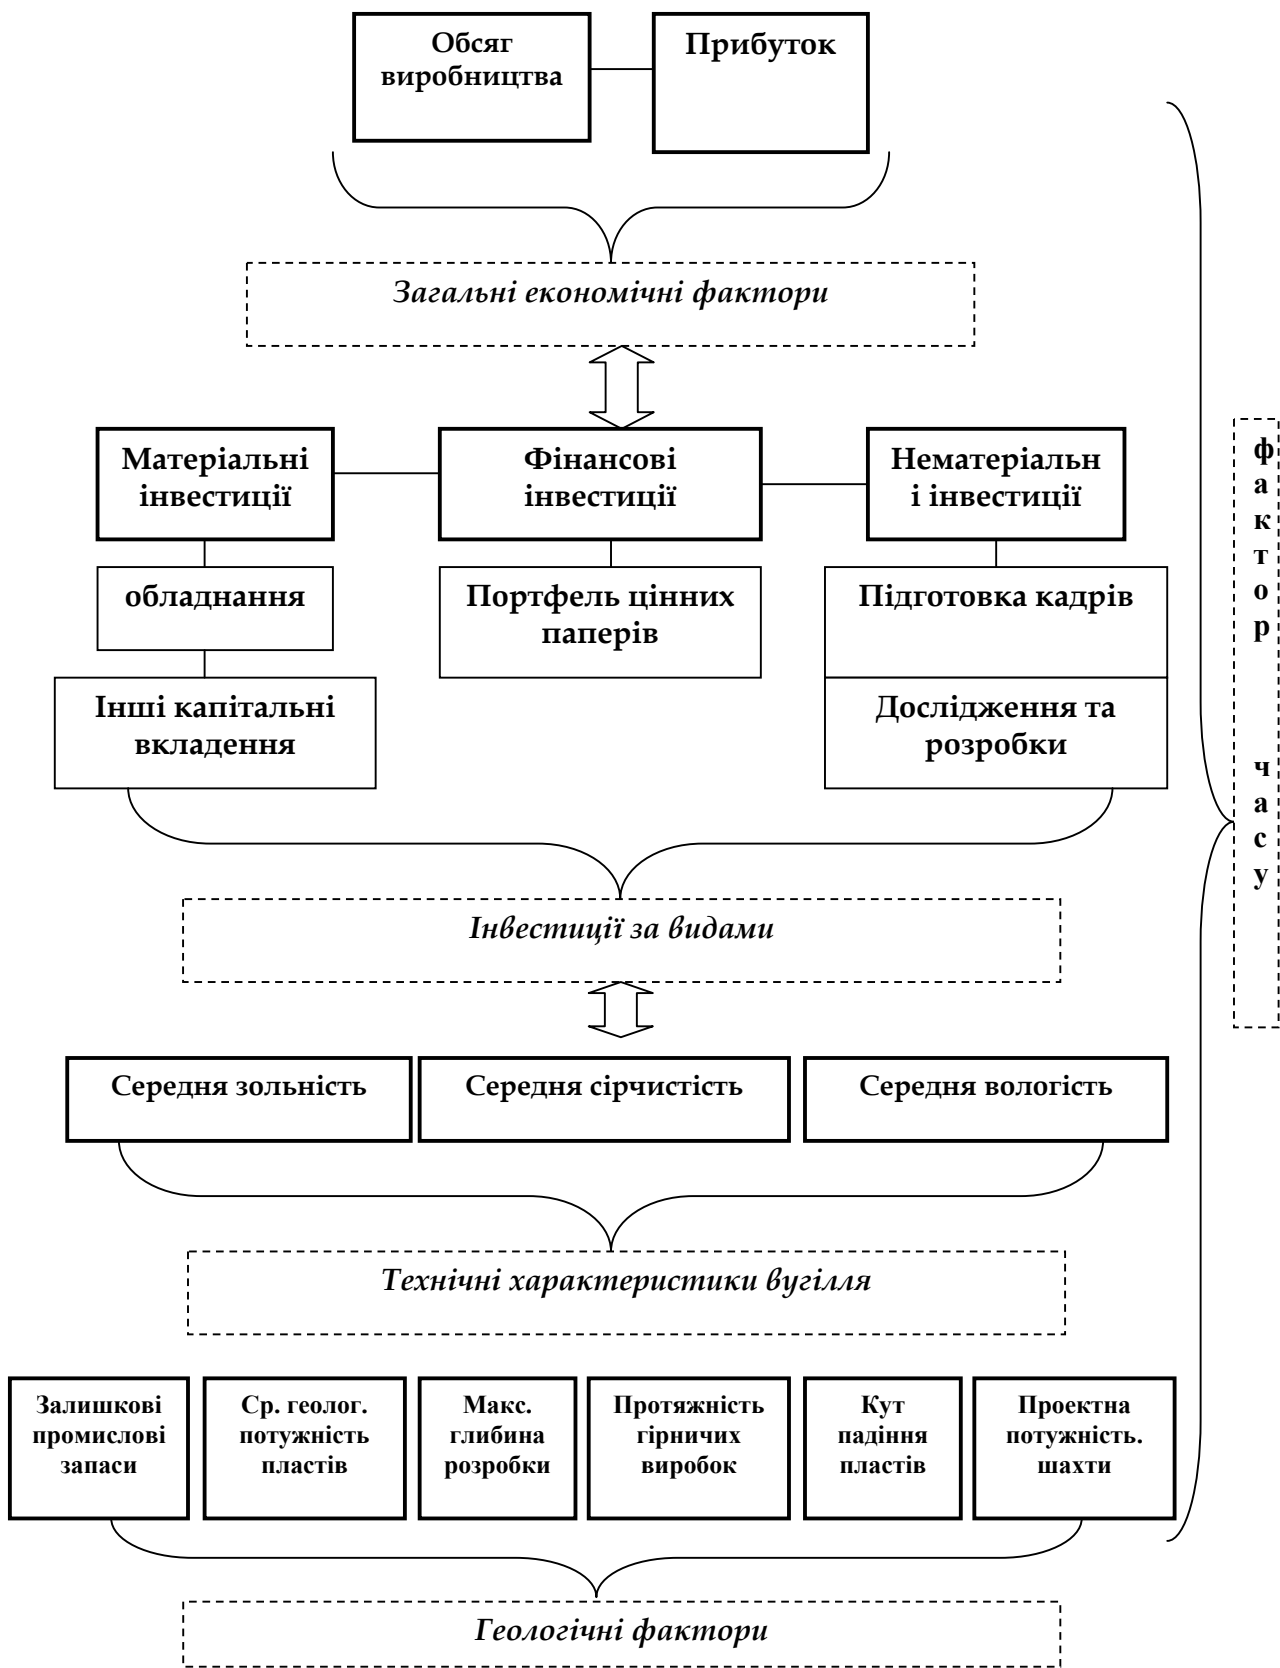 Обсяг
виробництва
Прибуток
Загальні економічні фактори
Матеріальні
інвестиції
Фінансові
інвестиції
Нематеріальн
і інвестиції
обладнання
Портфель цінних
паперів
Підготовка кадрів
Інші капітальні
вкладення
Дослідження та
розробки
Інвестиції за видами
Середня зольність
Середня сірчистість
Середня вологість
Технічні характеристики вугілля
Залишкові
промислові
запаси
Ср. геолог.
потужність
пластів
Макс.
глибина
розробки
Протяжність
гірничих
виробок
Кут
падіння
пластів
Проектна
потужність.
шахти
Геологічні фактори
ф
а
к
т
о
р
ч
а
с
у